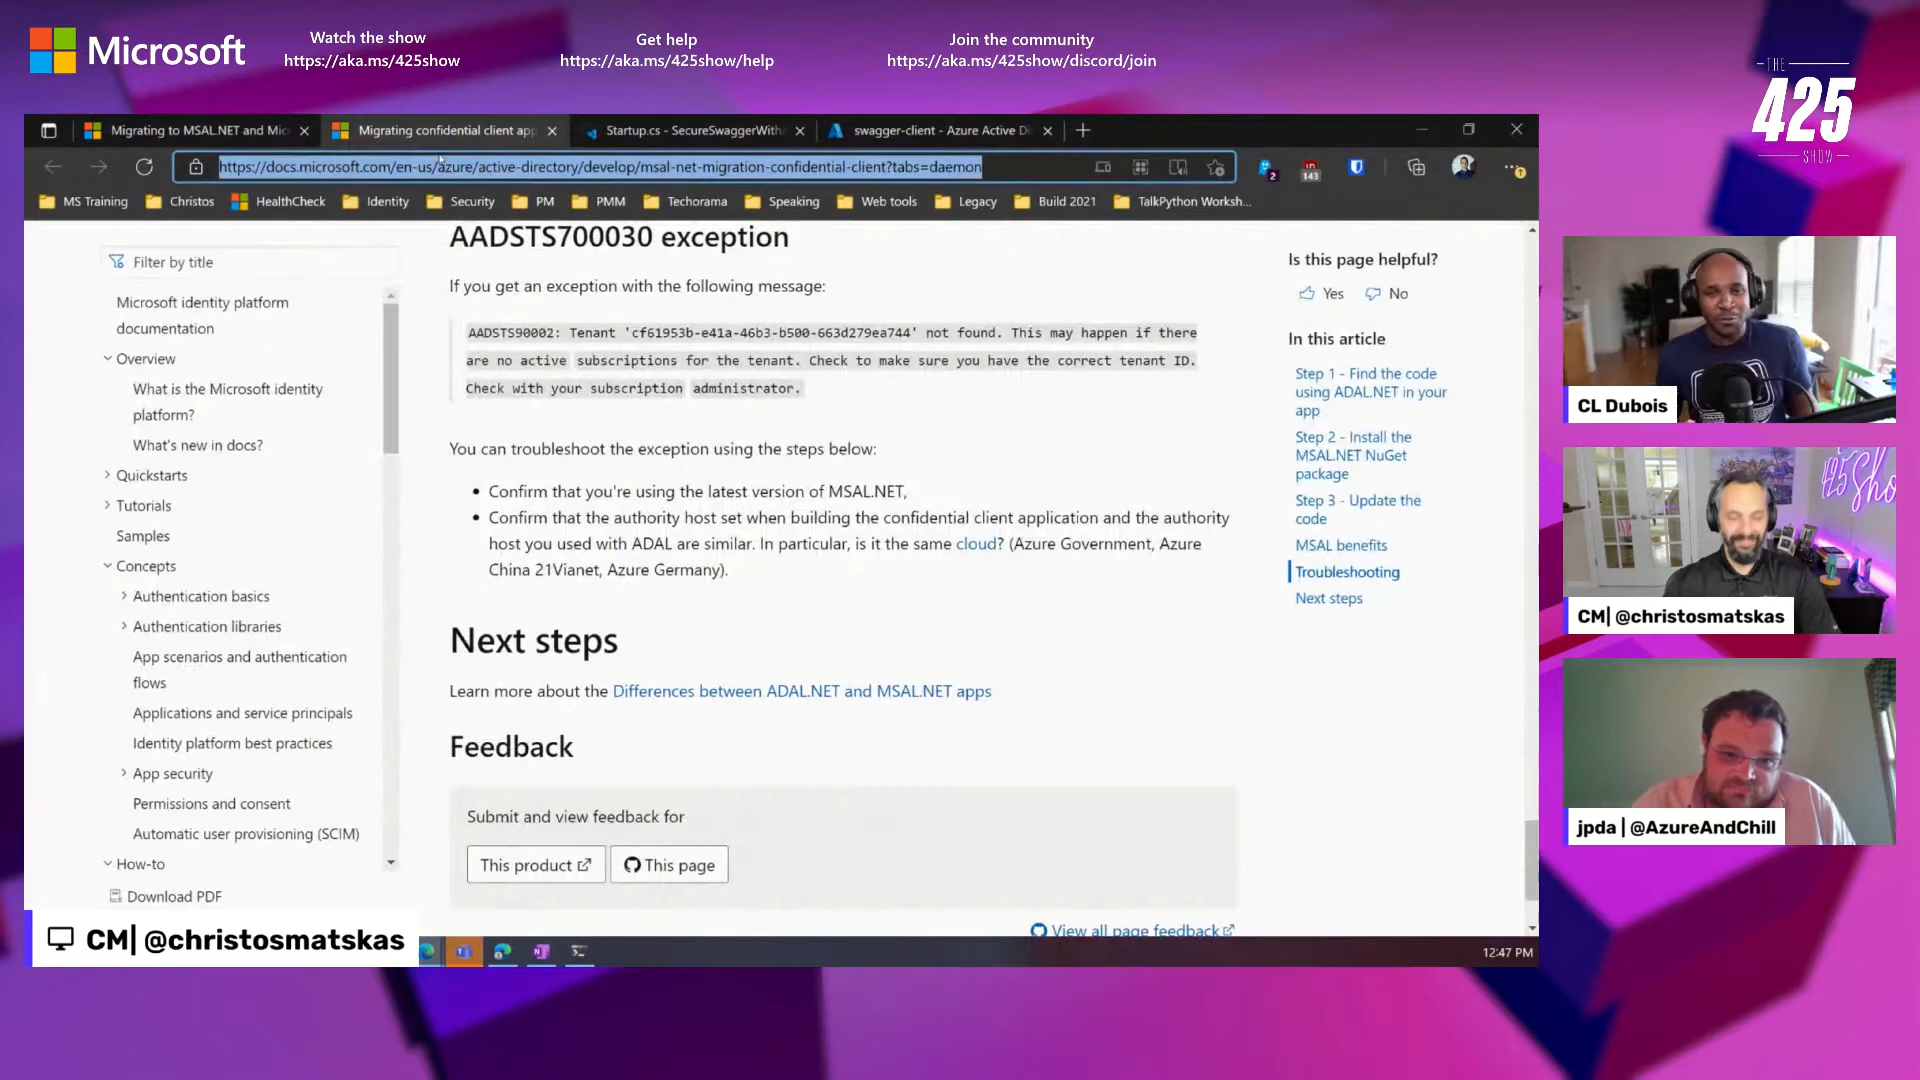 Microsoft
Watch the show
https://aka.ms/425show
Get help
https://aka.ms/425show/help
Join the community
https://aka.ms/425show/discord/join
THE
425
SHOW
Migrating to MSAL.NET and Mic
Migrating confidential client app
Startup.cs - SecureSwaggerWith
swagger-client - Azure Active Di
https://docs.microsoft.com/en-us/azure/active-directory/develop/msal-net-migration-confidential-client?tabs=daemon
2
143
MS Training
Christos
HealthCheck
Identity
Security
PM
PMM
Techorama
Speaking
Web tools
Legacy
Build 2021
TalkPython Worksh...
Filter by title
Microsoft identity platform
documentation
Overview
What is the Microsoft identity
platform?
What's new in docs?
Quickstarts
Tutorials
Samples
Concepts
Authentication basics
Authentication libraries
App scenarios and authentication
flows
Applications and service principals
Identity platform best practices
App security
Permissions and consent
Automatic user provisioning (SCIM)
How-to
Download PDF
AADSTS700030 exception
If you get an exception with the following message:
AADSTS90002: Tenant 'cf61953b-e41a-46b3-b500-663d279ea744' not found. This may happen if there
are no active subscriptions for the tenant. Check to make sure you have the correct tenant ID.
Check with your subscription administrator.
You can troubleshoot the exception using the steps below:
Confirm that you're using the latest version of MSAL.NET,
Confirm that the authority host set when building the confidential client application and the authority
host you used with ADAL are similar. In particular, is it the same cloud? (Azure Government, Azure
China 21Vianet, Azure Germany).
Next steps
Learn more about the Differences between ADAL.NET and MSAL.NET apps
Feedback
Submit and view feedback for
This product
This page
View all page feedback
Is this page helpful?
Yes
No
In this article
Step 1 - Find the code
using ADAL.NET in your
app
Step 2 - Install the
MSAL.NET NuGet
package
Step 3 - Update the
code
MSAL benefits
Troubleshooting
Next steps
CL Dubois
425 Sho
CM| @christosmatskas
jpda | @AzureAndChill
CM| @christosmatskas
12:47 PM